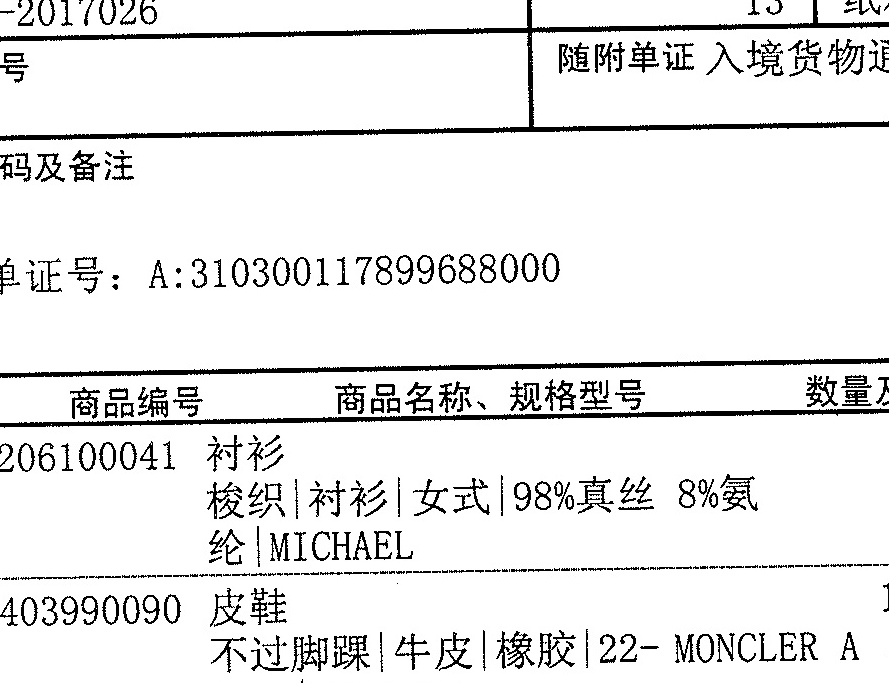 -2017026
13
号
随附单证 入境货物通
码及备注
单证号：A:310300117899688000
商品编号 商品名称、规格型号 数量及
206100041 衬衫
梭织|衬衫|女式|98%真丝 8%氨
纶|MICHAEL
403990090 皮鞋
不过脚踝|牛皮|橡胶|22- MONCLER A